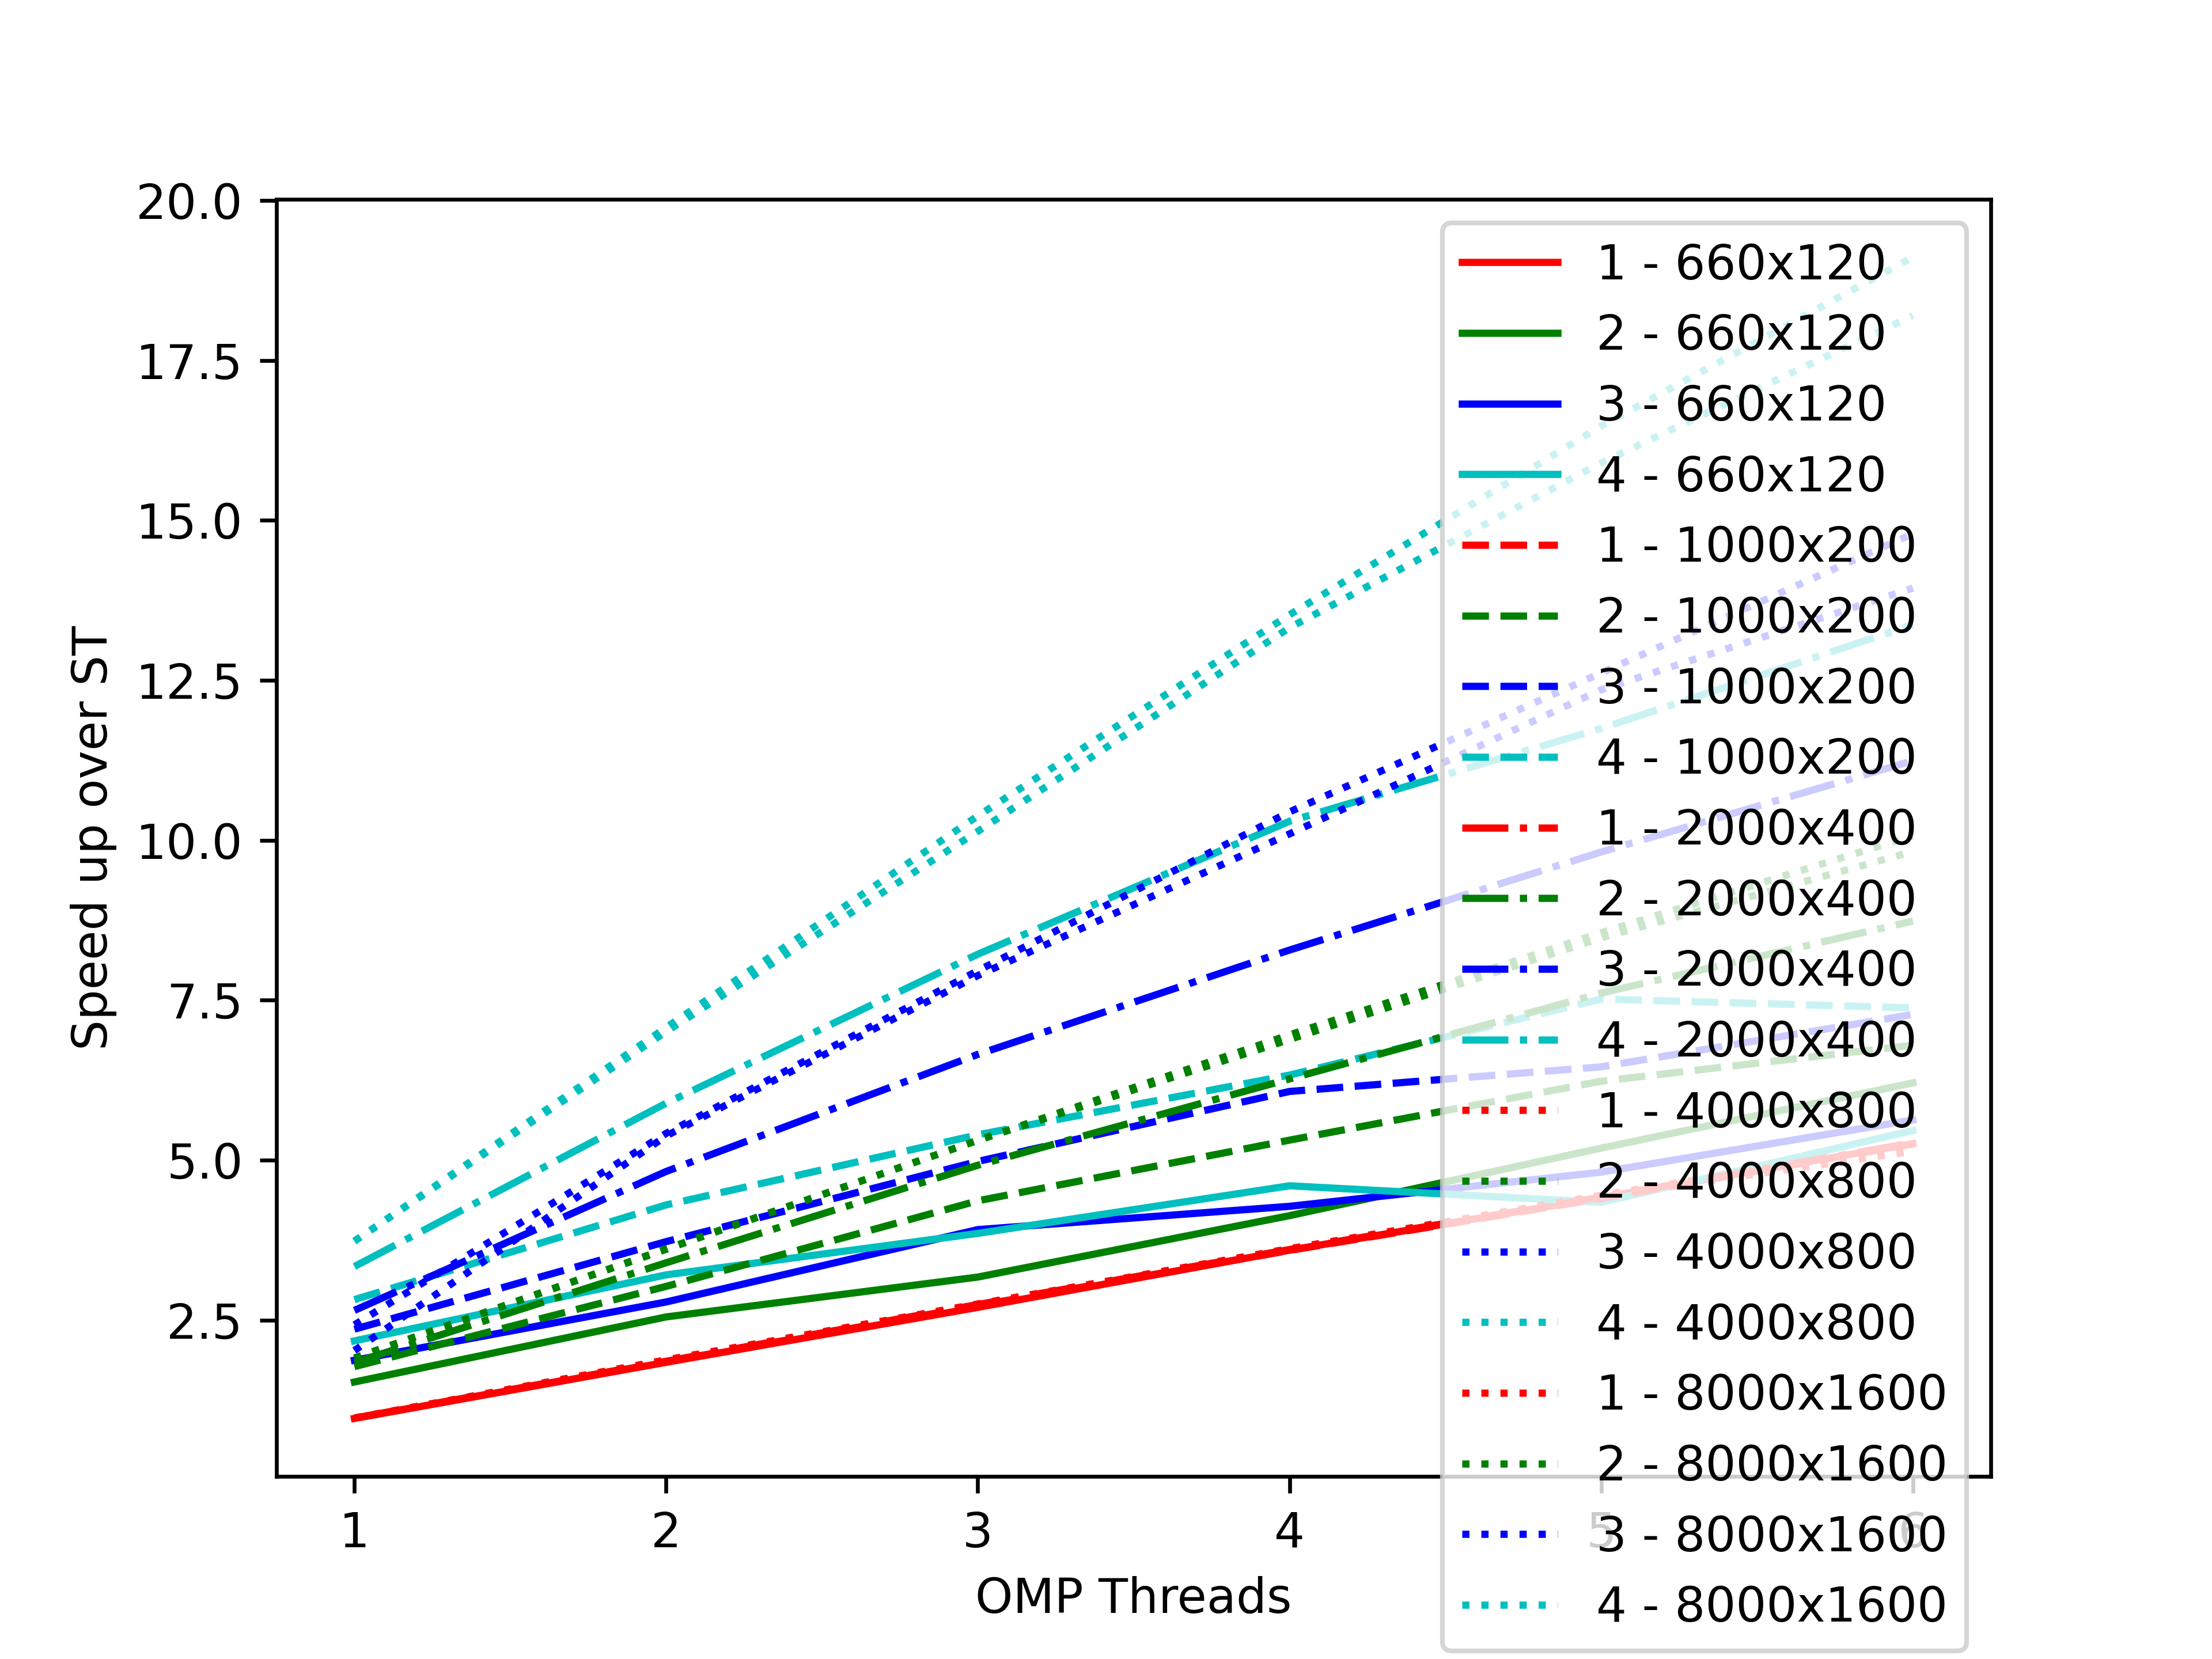 20.0
17.5
15.0
12.5
10.0
7.5
5.0
2.5
Speed up over ST
1 2 3 4 5 6
OMP Threads
1 - 660x120
2 - 660x120
3 - 660x120
4 - 660x120
1 - 1000x200
2 - 1000x200
3 - 1000x200
4 - 1000x200
1 - 2000x400
2 - 2000x400
3 - 2000x400
4 - 2000x400
1 - 4000x800
2 - 4000x800
3 - 4000x800
4 - 4000x800
1 - 8000x1600
2 - 8000x1600
3 - 8000x1600
4 - 8000x1600